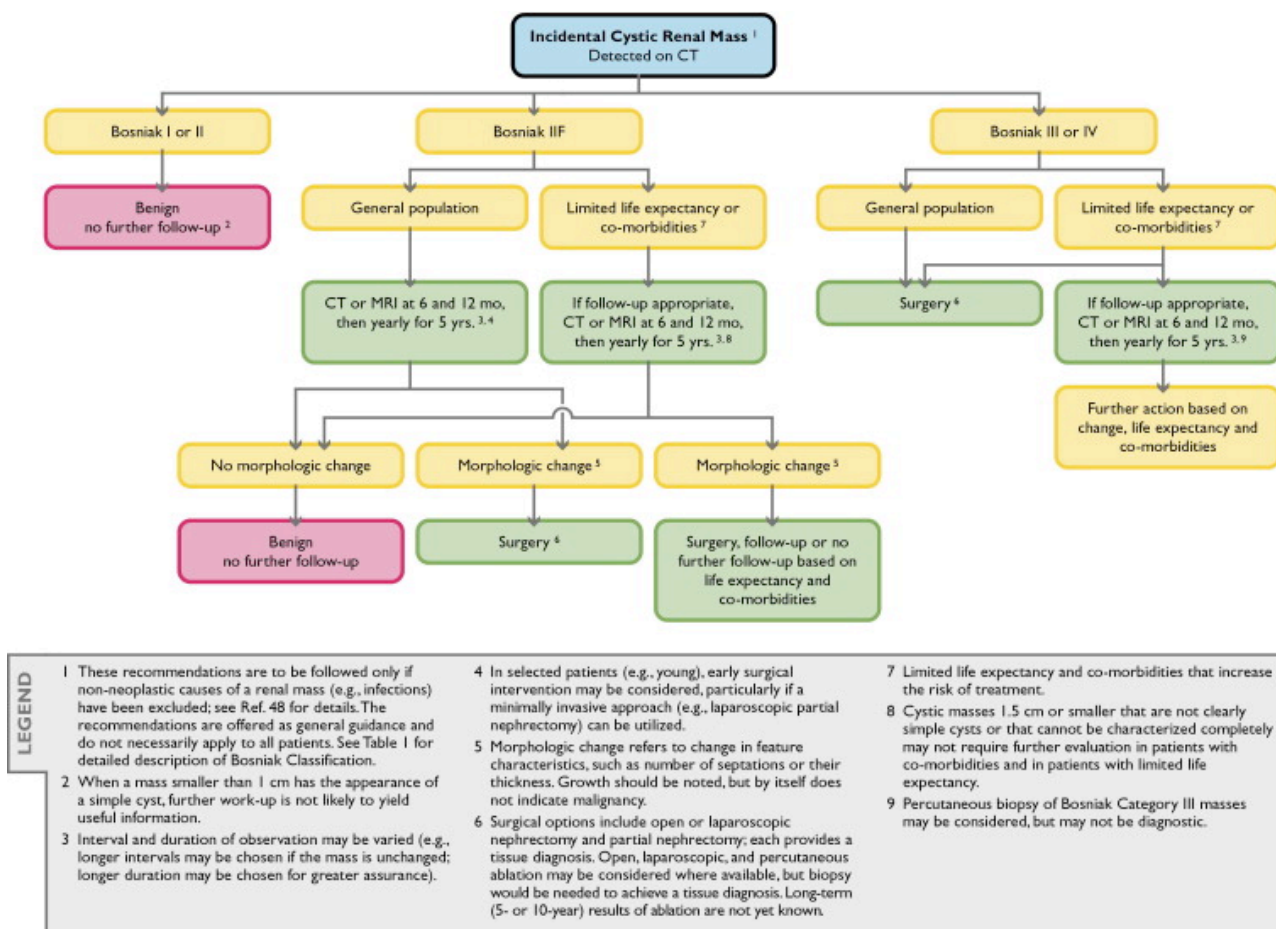 Incidental Cystic Renal Mass 1
Detected on CT
Bosniak I or II
Bosniak IIF
Bosniak III or IV
Benign
no further follow-up 2
General population
Limited life expectancy or
co-morbidities 7
General population
Limited life expectancy or
co-morbidities 7
CT or MRI at 6 and 12 mo,
then yearly for 5 yrs. 3, 4
If follow-up appropriate,
CT or MRI at 6 and 12 mo,
then yearly for 5 yrs. 3, 8
Surgery 6
If follow-up appropriate,
CT or MRI at 6 and 12 mo,
then yearly for 5 yrs. 3, 9
Further action based on
change, life expectancy and
co-morbidities
No morphologic change
Morphologic change 5
Morphologic change 5
Benign
no further follow-up
Surgery 6
Surgery, follow-up or no
further follow-up based on
life expectancy and
co-morbidities
LEGEND
1 These recommendations are to be followed only if
non-neoplastic causes of a renal mass (e.g., infections)
have been excluded; see Ref. 48 for details. The
recommendations are offered as general guidance and
do not necessarily apply to all patients. See Table 1 for
detailed description of Bosniak Classification.
2 When a mass smaller than 1 cm has the appearance of
a simple cyst, further work-up is not likely to yield
useful information.
3 Interval and duration of observation may be varied (e.g.,
longer intervals may be chosen if the mass is unchanged;
longer duration may be chosen for greater assurance).
4 In selected patients (e.g., young), early surgical
intervention may be considered, particularly if a
minimally invasive approach (e.g., laparoscopic partial
nephrectomy) can be utilized.
5 Morphologic change refers to change in feature
characteristics, such as number of septations or their
thickness. Growth should be noted, but by itself does
not indicate malignancy.
6 Surgical options include open or laparoscopic
nephrectomy and partial nephrectomy; each provides a
tissue diagnosis. Open, laparoscopic, and percutaneous
ablation may be considered where available, but biopsy
would be needed to achieve a tissue diagnosis. Long-term
(5- or 10-year) results of ablation are not yet known.
7 Limited life expectancy and co-morbidities that increase
the risk of treatment.
8 Cystic masses 1.5 cm or smaller that are not clearly
simple cysts or that cannot be characterized completely
may not require further evaluation in patients with
co-morbidities and in patients with limited life
expectancy.
9 Percutaneous biopsy of Bosniak Category III masses
may be considered, but may not be diagnostic.